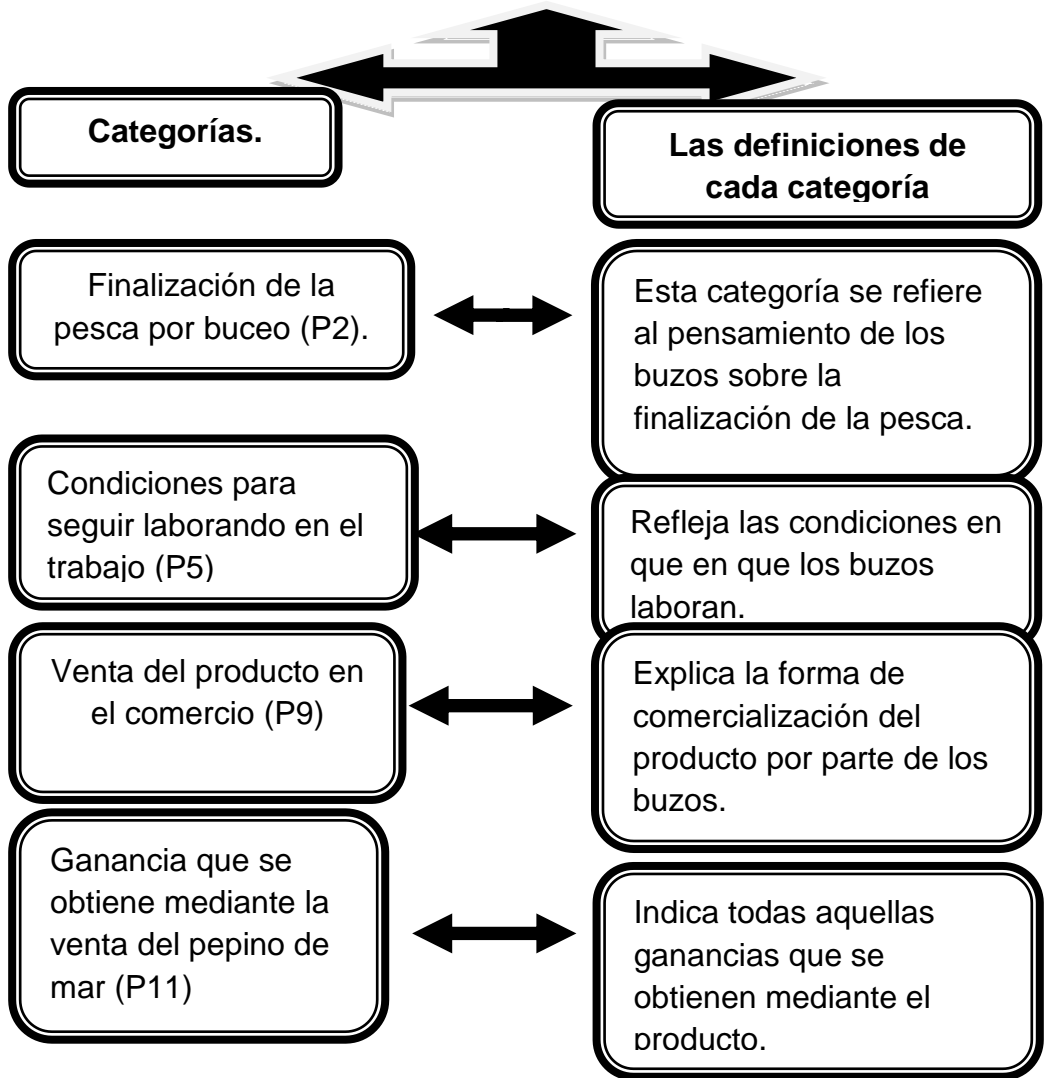 Categorías.
Las definiciones de
cada categoría
Finalización de la
pesca por buceo (P2).
Esta categoría se refiere
al pensamiento de los
buzos sobre la
finalización de la pesca.
Condiciones para
seguir laborando en el
trabajo (P5)
Refleja las condiciones en
que en que los buzos
laboran.
Venta del producto en
el comercio (P9)
Explica la forma de
comercialización del
producto por parte de los
buzos.
Ganancia que se
obtiene mediante la
venta del pepino de
mar (P11)
Indica todas aquellas
ganancias que se
obtienen mediante el
producto.